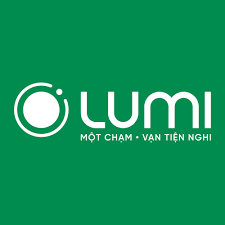 LUMI
MỘT CHẠM • VẠN TIỆN NGHI